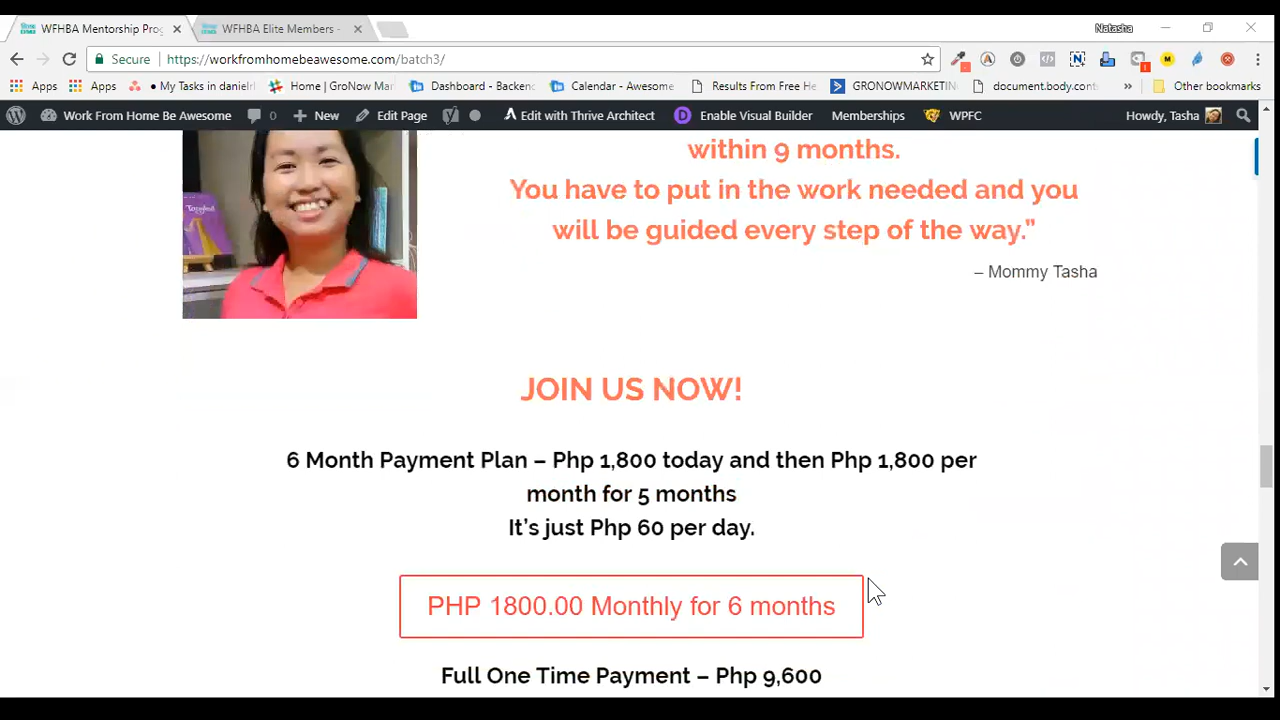 WFHBA Mentorship Prog
WFHBA Elite Members -
Natasha
Secure
https://workfromhomebeawesome.com/batch3/
Apps
Apps
My Tasks in danielr
Home | GroNow Mar
Dashboard - Backend
Calendar - Awesome
Results From Free He
GRONOWMARKETING
document.body.conte
Other bookmarks
Work From Home Be Awesome
0
New
Edit Page
Edit with Thrive Architect
Enable Visual Builder
Memberships
WPFC
Howdy, Tasha
within 9 months.
You have to put in the work needed and you
will be guided every step of the way.”
– Mommy Tasha
Tangled
JOIN US NOW!
6 Month Payment Plan – Php 1,800 today and then Php 1,800 per
month for 5 months
It’s just Php 60 per day.
PHP 1800.00 Monthly for 6 months
Full One Time Payment – Php 9,600